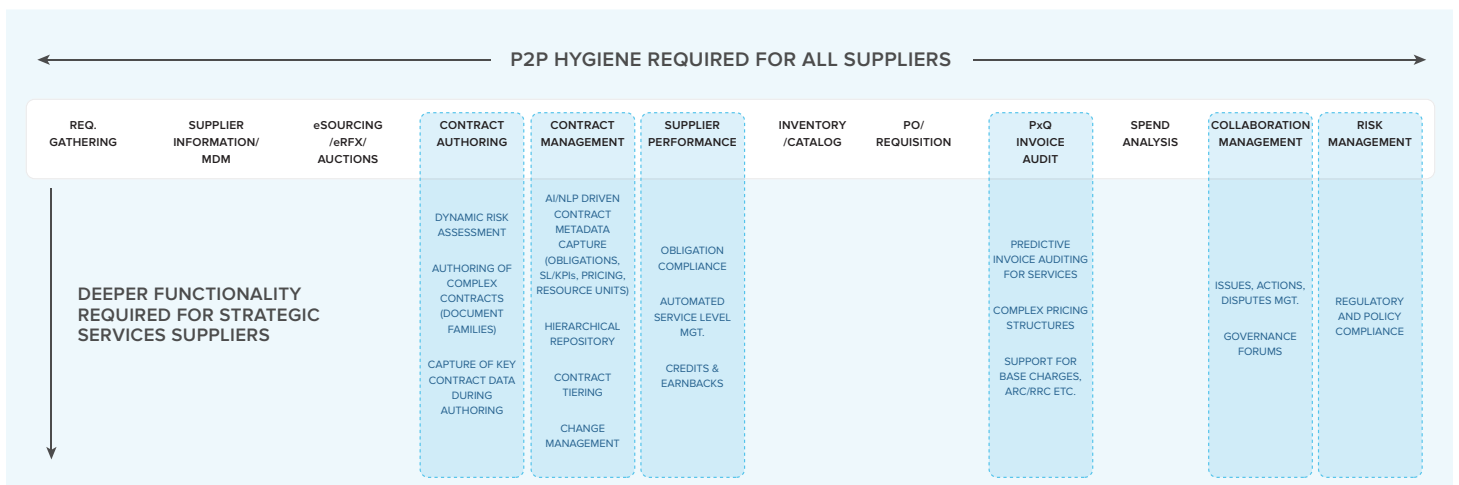 P2P HYGIENE REQUIRED FOR ALL SUPPLIERS
REQ.
GATHERING
SUPPLIER
INFORMATION/
MDM
eSOURCING
/eRFX/
AUCTIONS
CONTRACT
AUTHORING
CONTRACT
MANAGEMENT
SUPPLIER
PERFORMANCE
INVENTORY
/CATALOG
PO/
REQUISITION
PxQ
INVOICE
AUDIT
SPEND
ANALYSIS
COLLABORATION
MANAGEMENT
RISK
MANAGEMENT
DEEPER FUNCTIONALITY
REQUIRED FOR STRATEGIC
SERVICES SUPPLIERS
DYNAMIC RISK
ASSESSMENT
AUTHORING OF
COMPLEX
CONTRACTS
(DOCUMENT
FAMILIES)
CAPTURE OF KEY
CONTRACT DATA
DURING
AUTHORING
AI/NLP DRIVEN
CONTRACT
METADATA
CAPTURE
(OBLIGATIONS,
SL/KPIs, PRICING,
RESOURCE UNITS)
HIERARCHICAL
REPOSITORY
CONTRACT
TIERING
CHANGE
MANAGEMENT
OBLIGATION
COMPLIANCE
AUTOMATED
SERVICE LEVEL
MGT.
CREDITS &
EARNBACKS
PREDICTIVE
INVOICE AUDITING
FOR SERVICES
COMPLEX PRICING
STRUCTURES
SUPPORT FOR
BASE CHARGES,
ARC/RRC ETC.
ISSUES, ACTIONS,
DISPUTES MGT.
GOVERNANCE
FORUMS
REGULATORY
AND POLICY
COMPLIANCE